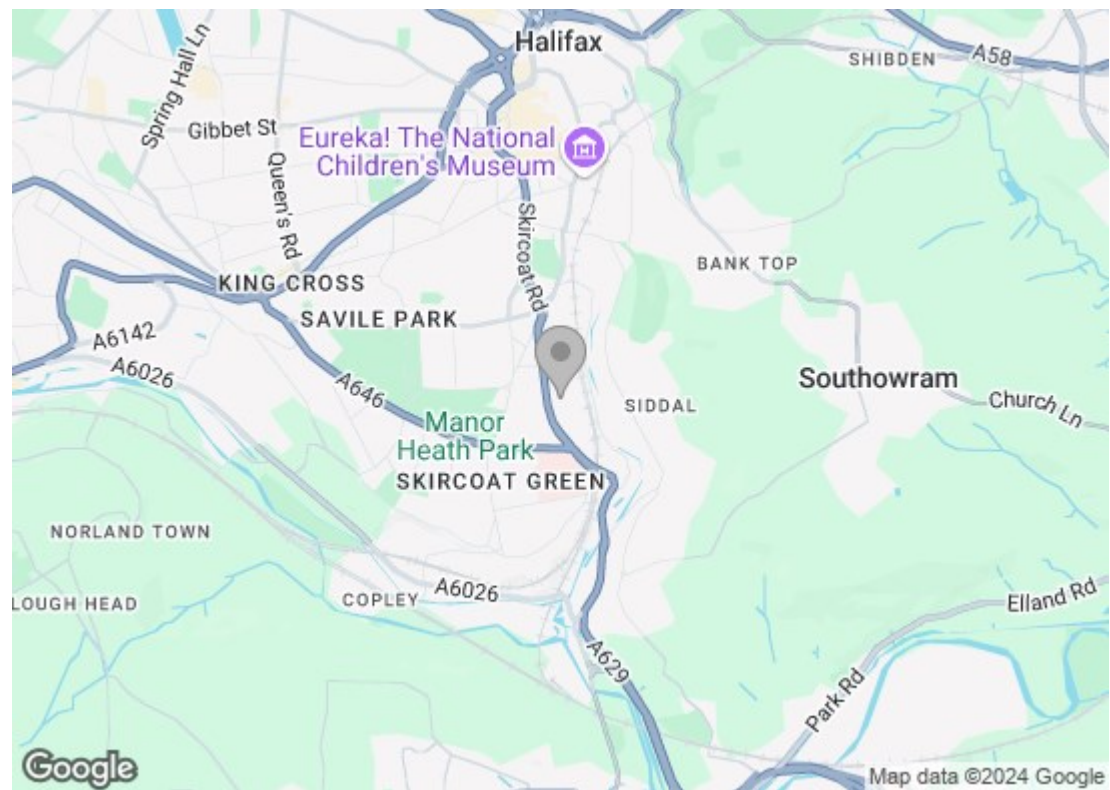 Halifax
SHIBDEN
A58
Spring Hall Ln
Gibbet St
Eureka! The National
Children's Museum
Queen's Rd
Skircoat Rd
BANK TOP
KING CROSS
SAVILE PARK
A6142
A6026
A646
Southowram
Church Ln
SIDDAL
Manor
Heath Park
SKIRCOAT GREEN
NORLAND TOWN
A6026
COPLEY
LOUGH HEAD
Elland Rd
A629
Park Rd
Google
Map data ©2024 Google